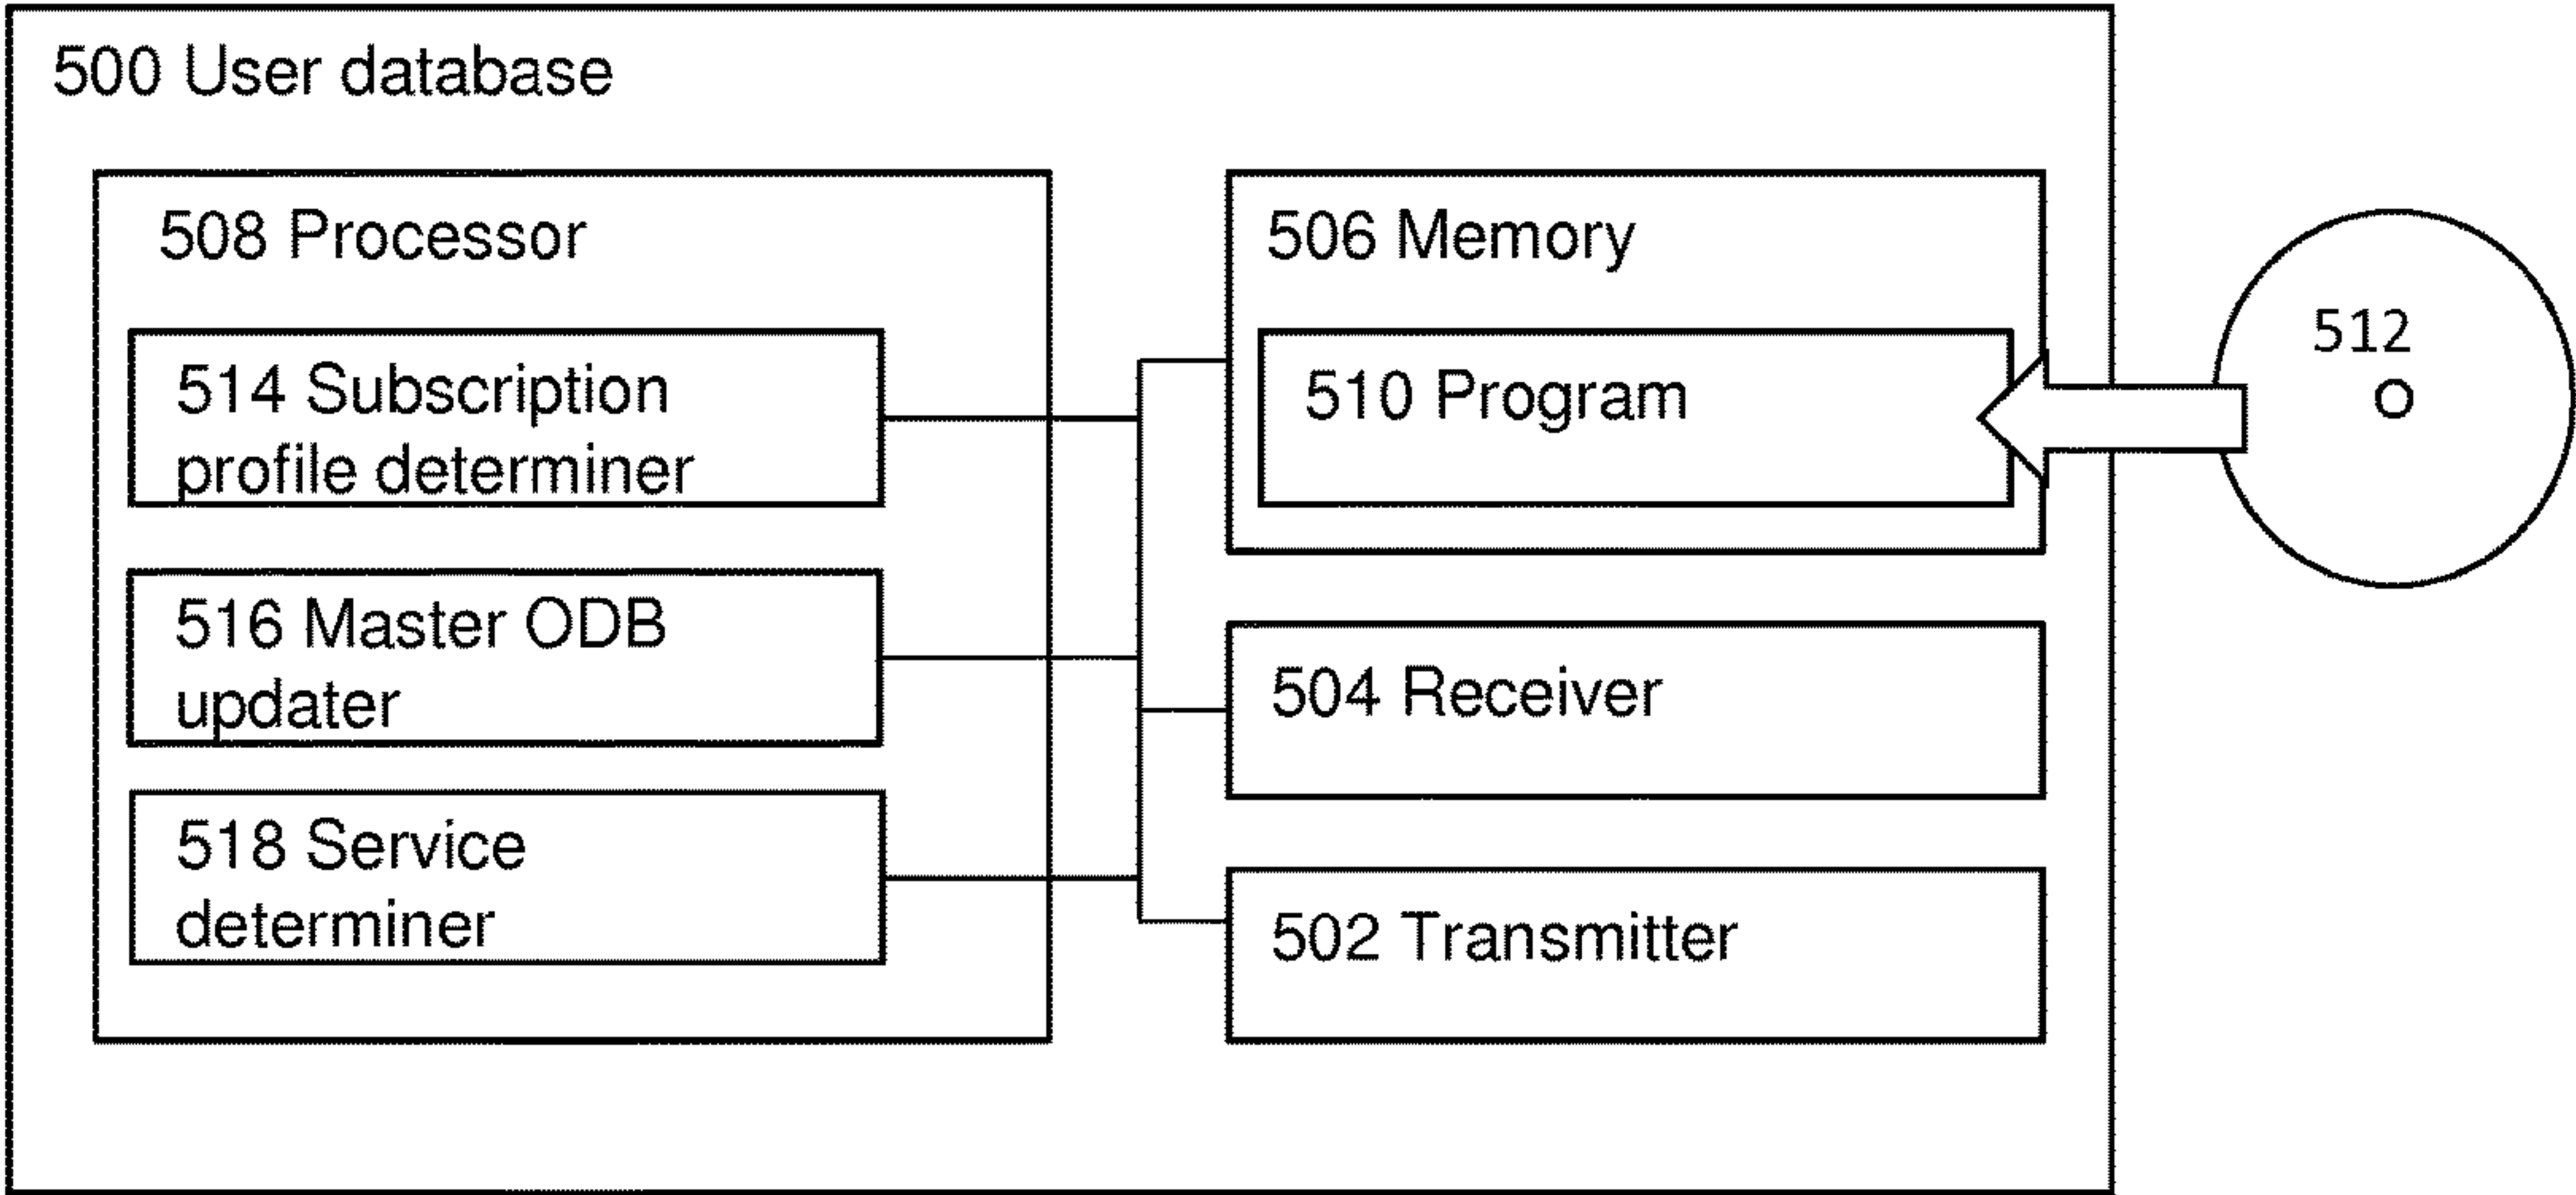 500 User database
508 Processor
514 Subscription
profile determiner
516 Master ODB
updater
518 Service
determiner
506 Memory
510 Program
504 Receiver
502 Transmitter
512